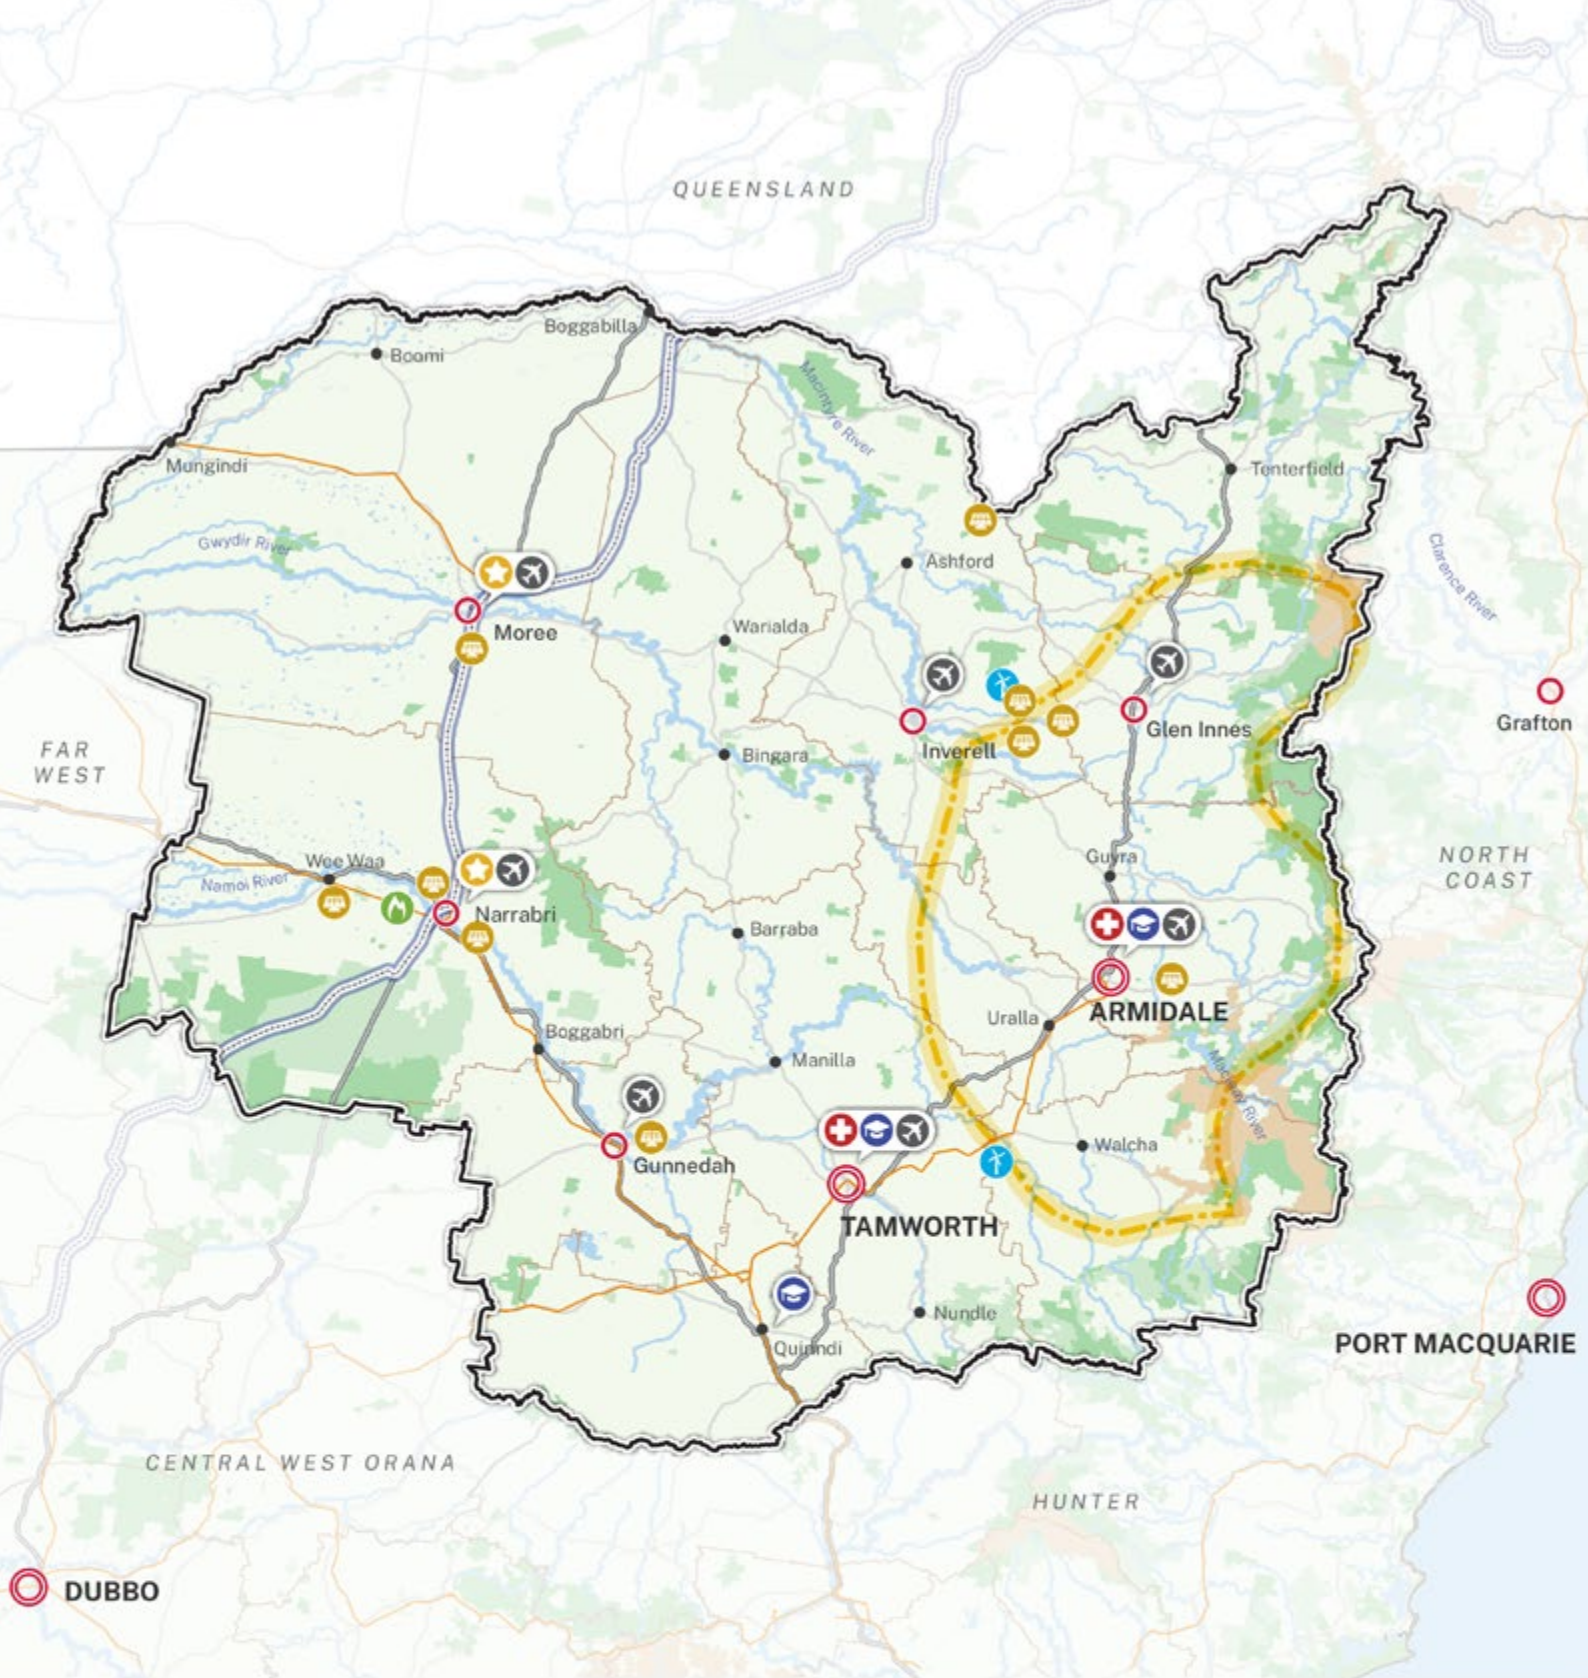 QUEENSLAND
Boggabilla
Boomi
Macintyre River
Mungindi
Tenterfield
Gwydir River
Ashford
Clarence River
Moree
Warialda
Grafton
Glen Innes
Inverell
FAR
WEST
Bingara
Guyra
Wee Waa
NORTH
COAST
Namoi River
Narrabri
Barraba
ARMIDALE
Uralla
Boggabri
Manilla
Macleay River
Walcha
Gunnedah
TAMWORTH
Nundle
Quirindi
PORT MACQUARIE
CENTRAL WEST ORANA
HUNTER
DUBBO